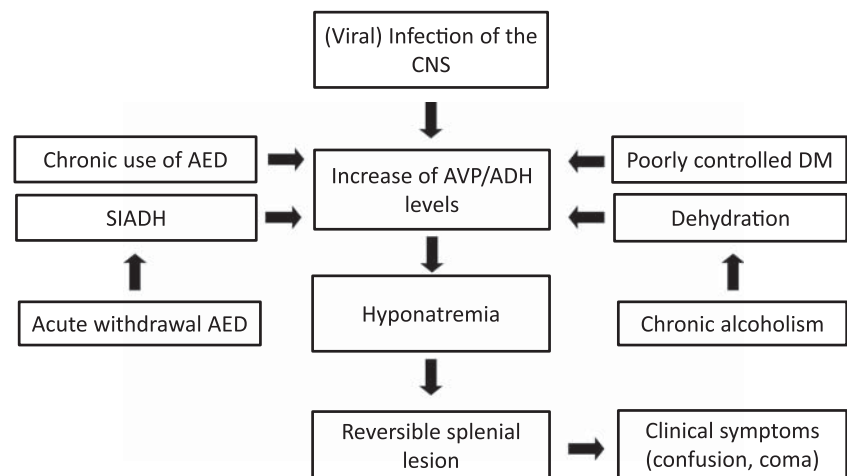 (Viral) Infection of the
CNS
Chronic use of AED
Increase of AVP/ADH
levels
Poorly controlled DM
SIADH
Dehydration
Acute withdrawal AED
Hyponatremia
Chronic alcoholism
Reversible splenial
lesion
Clinical symptoms
(confusion, coma)